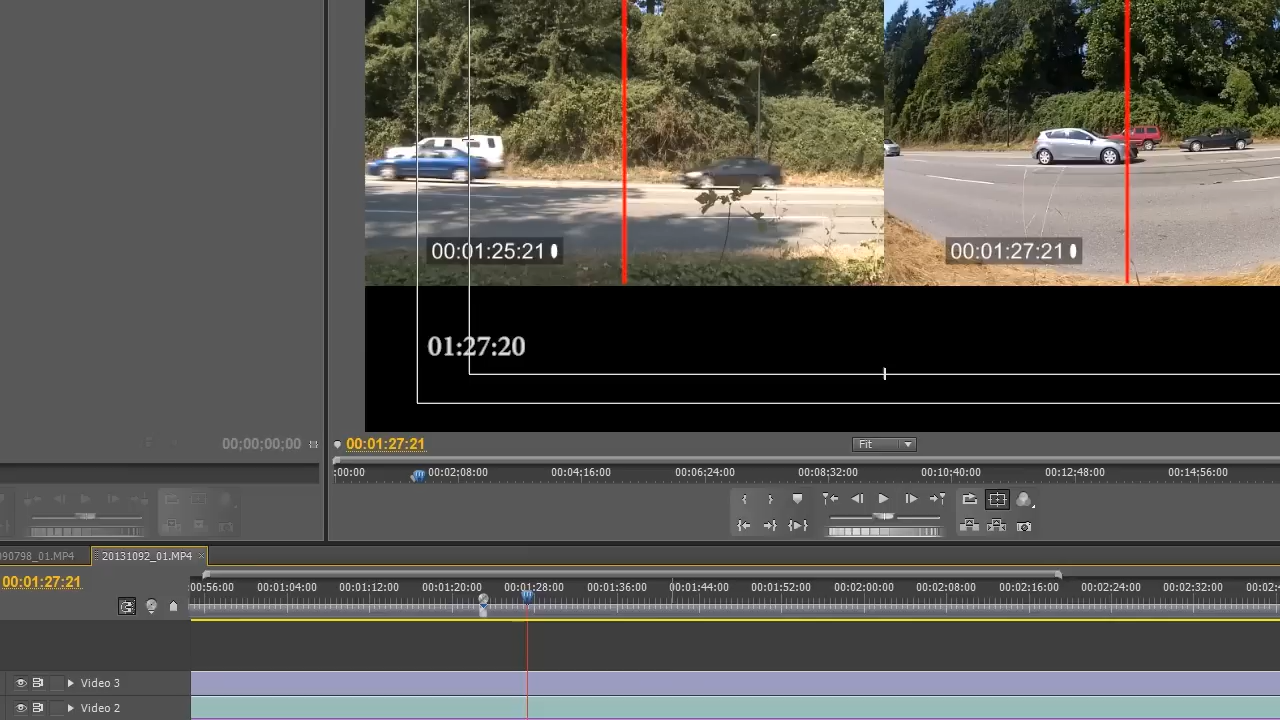 00:01:25:21
00:01:27:21
01:27:20
00;00;00;00
00:01:27:21
Fit
:00:00 00:02:08:00 00:04:16:00 00:06:24:00 00:08:32:00 00:10:40:00 00:12:48:00 00:14:56:00
090798_01.MP4 20131092_01.MP4 ×
00:01:27:21
00:56:00 00:01:04:00 00:01:12:00 00:01:20:00 00:01:28:00 00:01:36:00 00:01:44:00 00:01:52:00 00:02:00:00 00:02:08:00 00:02:16:00 00:02:24:00 00:02:32:00 00:02:4
Video 3
Video 2